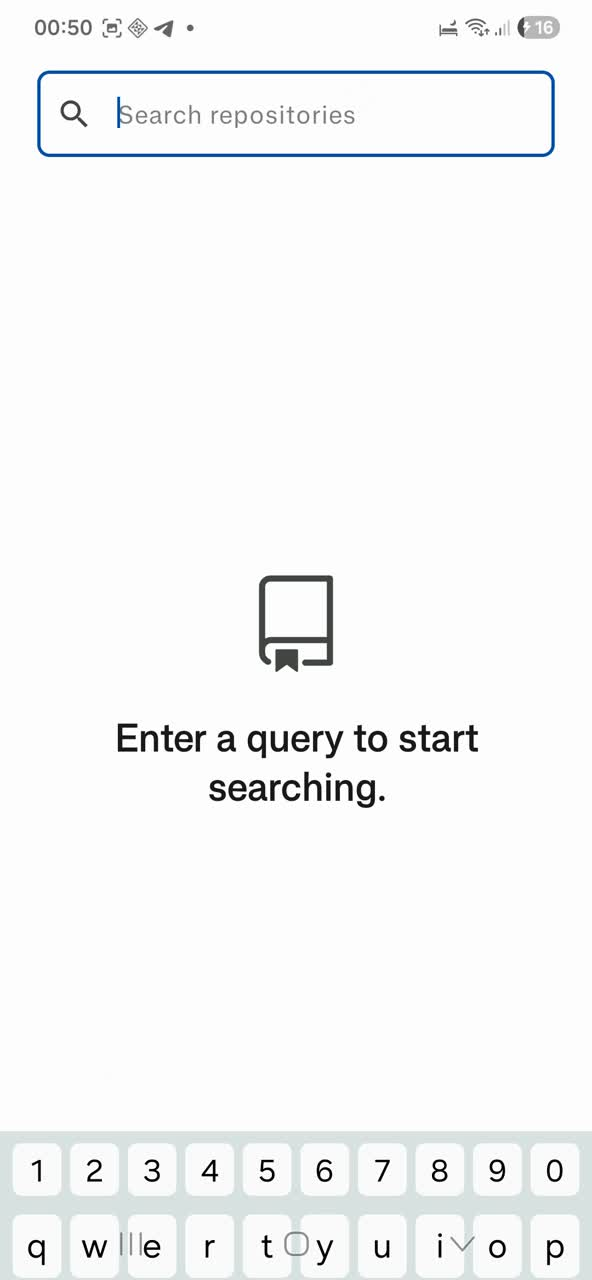 00:50 16
Search repositories
Enter a query to start
searching.
1 2 3 4 5 6 7 8 9 0
q w e r t y u i o p